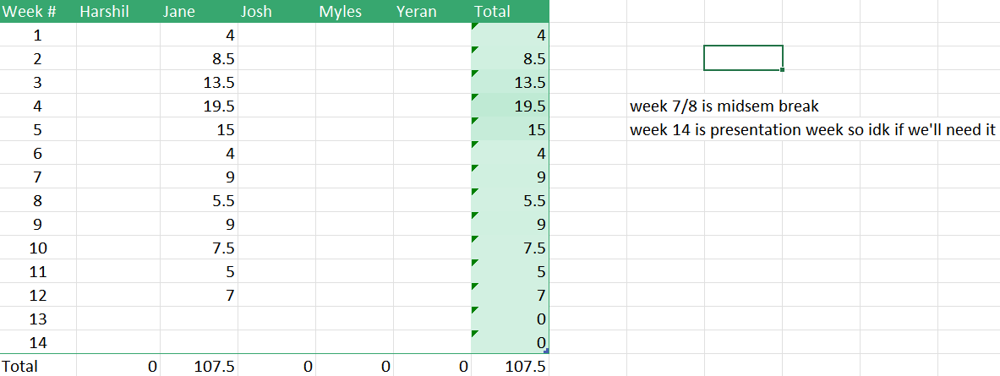 Week # Harshil Jane Josh Myles Yeran Total
1 4 4
2 8.5 8.5
3 13.5 13.5
4 19.5 19.5 week 7/8 is midsem break
5 15 15 week 14 is presentation week so idk if we'll need it
6 4 4
7 9 9
8 5.5 5.5
9 9 9
10 7.5 7.5
11 5 5
12 7 7
13 0
14 0
Total 0 107.5 0 0 0 107.5